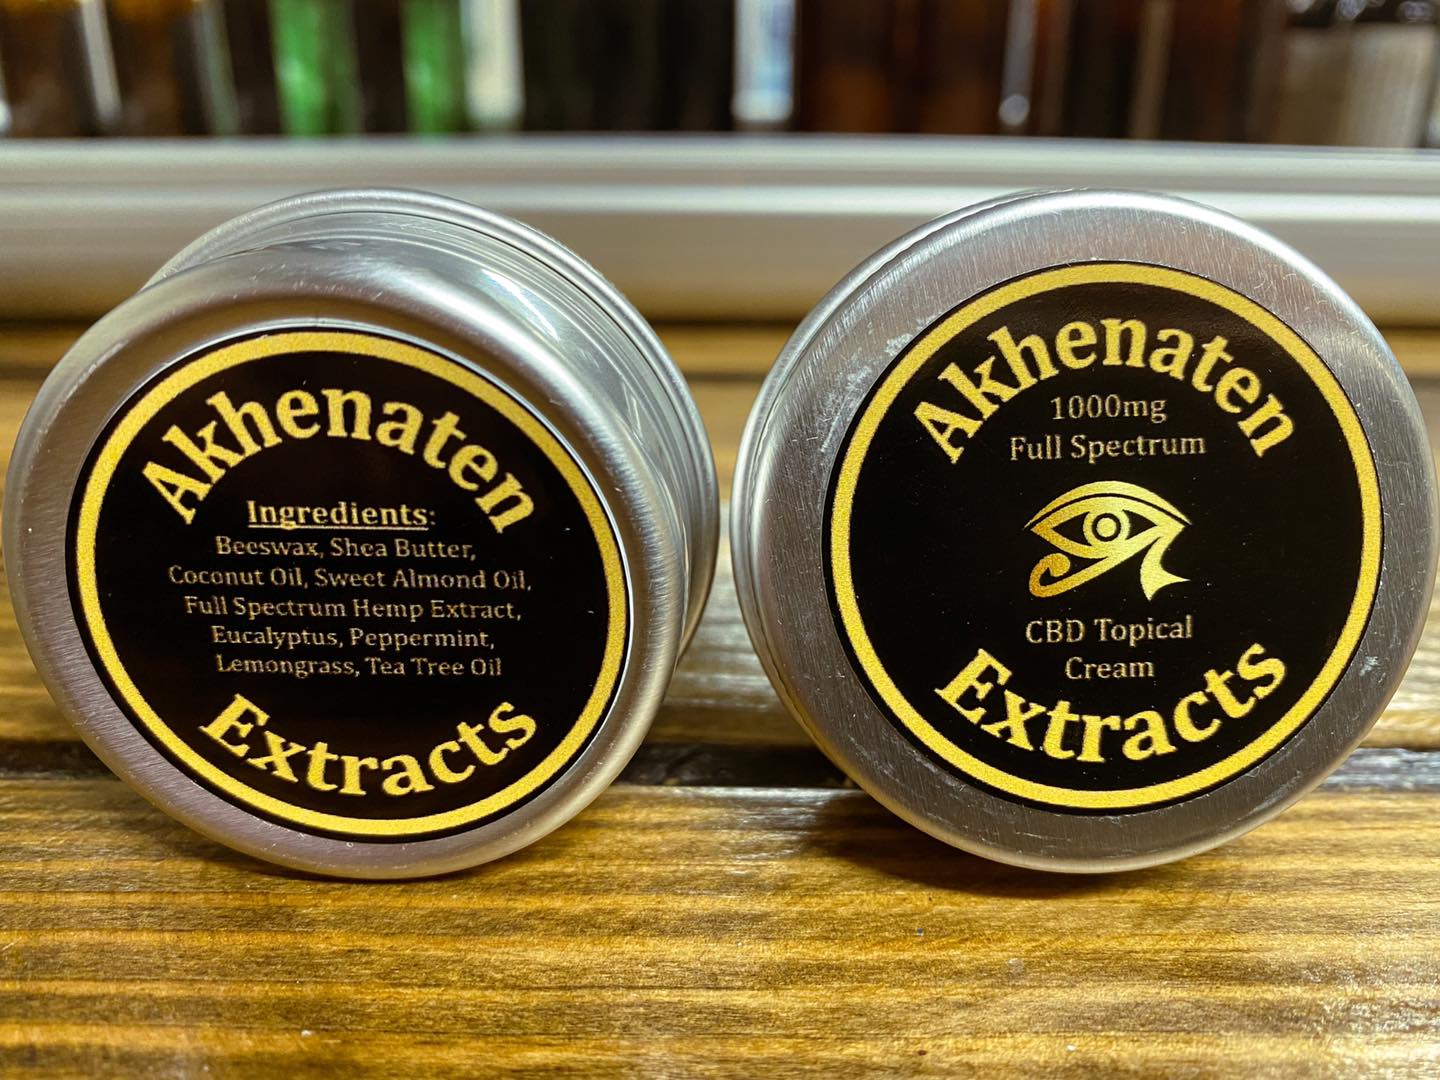 Akhenaten
Ingredients:
Beeswax, Shea Butter,
Coconut Oil, Sweet Almond Oil,
Full Spectrum Hemp Extract,
Eucalyptus, Peppermint,
Lemongrass, Tea Tree Oil
Extracts
Akhenaten
1000mg
Full Spectrum
CBD Topical
Cream
Extracts